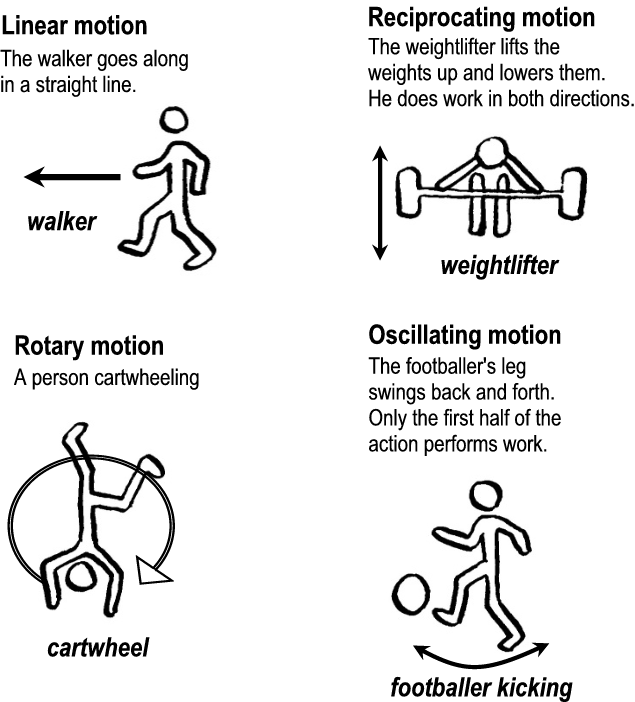 Linear motion
The walker goes along
in a straight line.
walker
Reciprocating motion
The weightlifter lifts the
weights up and lowers them.
He does work in both directions.
weightlifter
Rotary motion
A person cartwheeling
cartwheel
Oscillating motion
The footballer's leg
swings back and forth.
Only the first half of the
action performs work.
footballer kicking